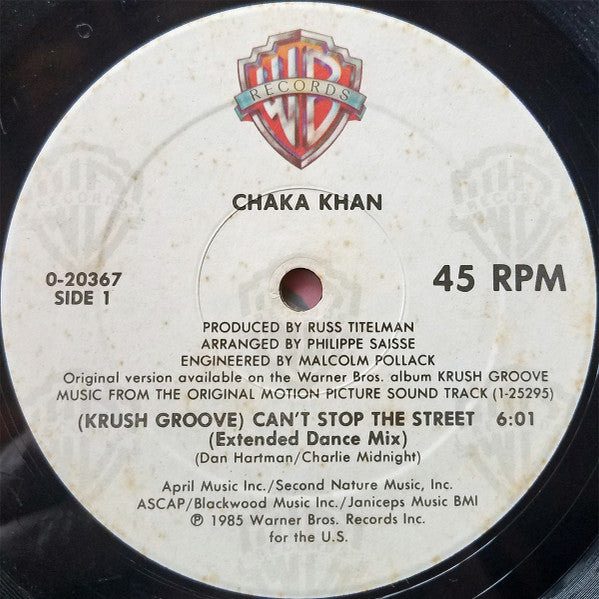 WB
RECORDS
CHAKA KHAN
0-20367
SIDE 1
45 RPM
PRODUCED BY RUSS TITELMAN
ARRANGED BY PHILIPPE SAISSE
ENGINEERED BY MALCOLM POLLACK
Original version available on the Warner Bros. album KRUSH GROOVE
MUSIC FROM THE ORIGINAL MOTION PICTURE SOUND TRACK (1-25295)
(KRUSH GROOVE) CAN'T STOP THE STREET 6:01
(Extended Dance Mix)
(Dan Hartman/Charlie Midnight)
April Music Inc./Second Nature Music, Inc.
ASCAP/Blackwood Music Inc./Janiceps Music BMI
℗ 1985 Warner Bros. Records Inc.
for the U.S.